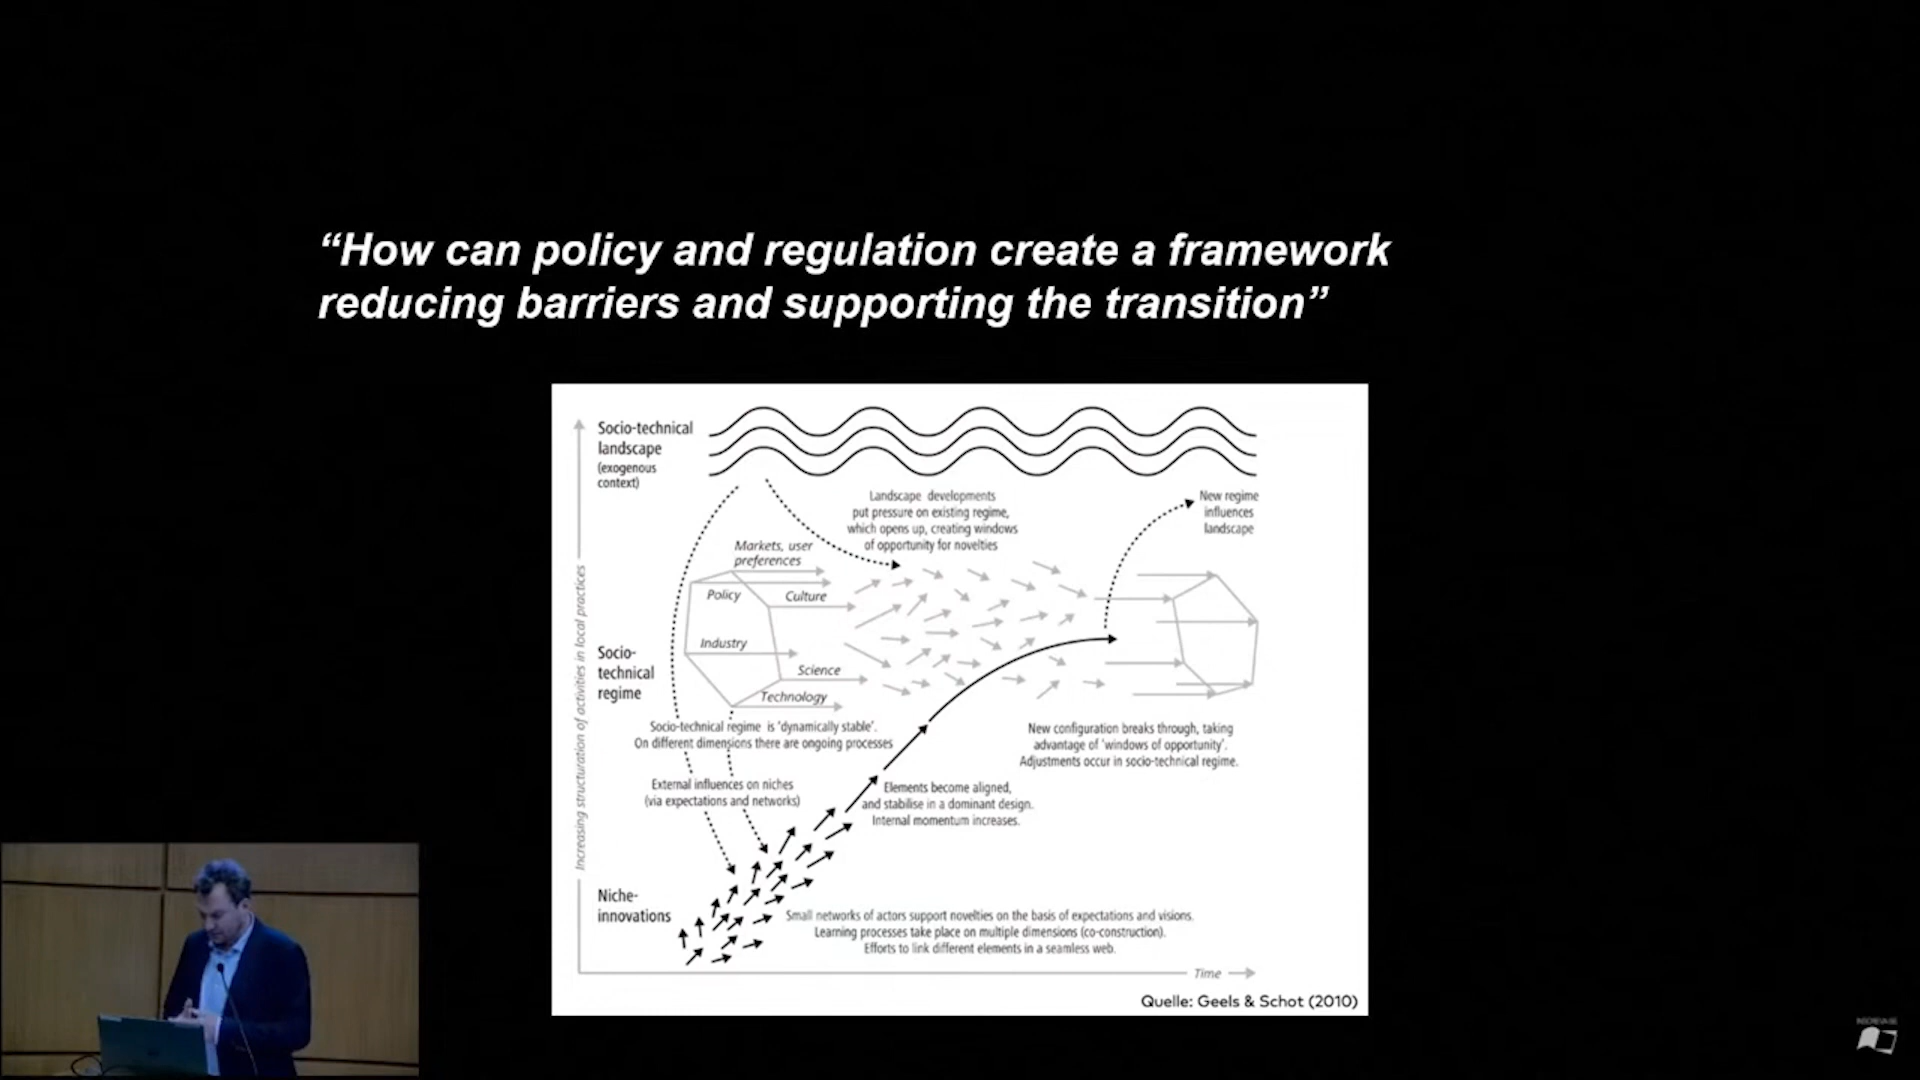 “How can policy and regulation create a framework
reducing barriers and supporting the transition”
Socio-technical
landscape
(exogenous
context)
Landscape developments
put pressure on existing regime,
which opens up, creating windows
of opportunity for novelties
New regime
influences
landscape
Markets, user
preferences
Policy
Culture
Industry
Science
Technology
Socio-
technical
regime
Increasing structuration of activities in local practices
Socio-technical regime is ‘dynamically stable’.
On different dimensions there are ongoing processes
New configuration breaks through, taking
advantage of ‘windows of opportunity’.
Adjustments occur in socio-technical regime.
External influences on niches
(via expectations and networks)
Elements become aligned,
and stabilise in a dominant design.
Internal momentum increases.
Niche-
innovations
Small networks of actors support novelties on the basis of expectations and visions.
Learning processes take place on multiple dimensions (co-construction).
Efforts to link different elements in a seamless web.
Time
Quelle: Geels & Schot (2010)
INSCREVA-SE